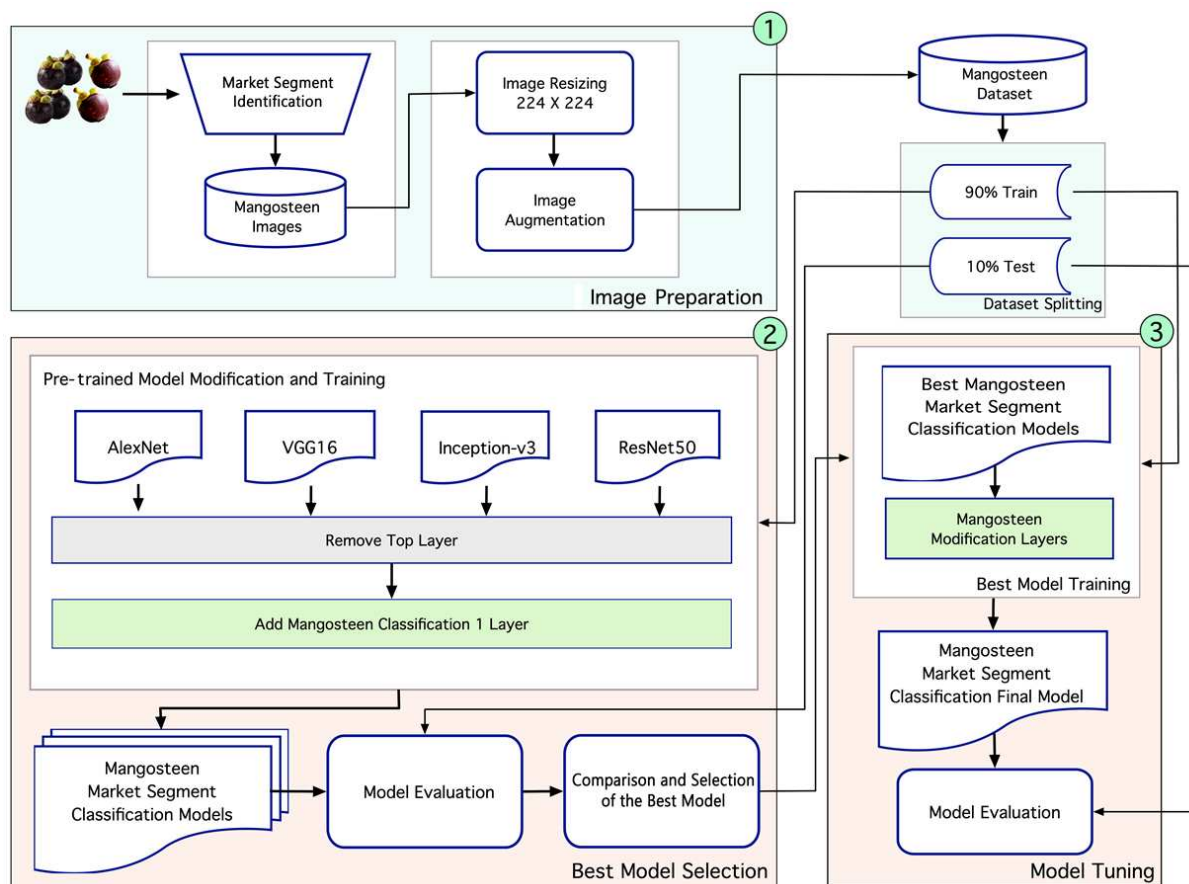 1
Market Segment
Identification
Mangosteen
Images
Image Resizing
224 X 224
Image
Augmentation
Image Preparation
Mangosteen
Dataset
90% Train
10% Test
Dataset Splitting
2
Pre-trained Model Modification and Training
AlexNet
VGG16
Inception-v3
ResNet50
Remove Top Layer
Add Mangosteen Classification 1 Layer
Mangosteen
Market Segment
Classification Models
Model Evaluation
Comparison and Selection
of the Best Model
Best Model Selection
3
Best Mangosteen
Market Segment
Classification Models
Mangosteen
Modification Layers
Best Model Training
Mangosteen
Market Segment
Classification Final Model
Model Evaluation
Model Tuning